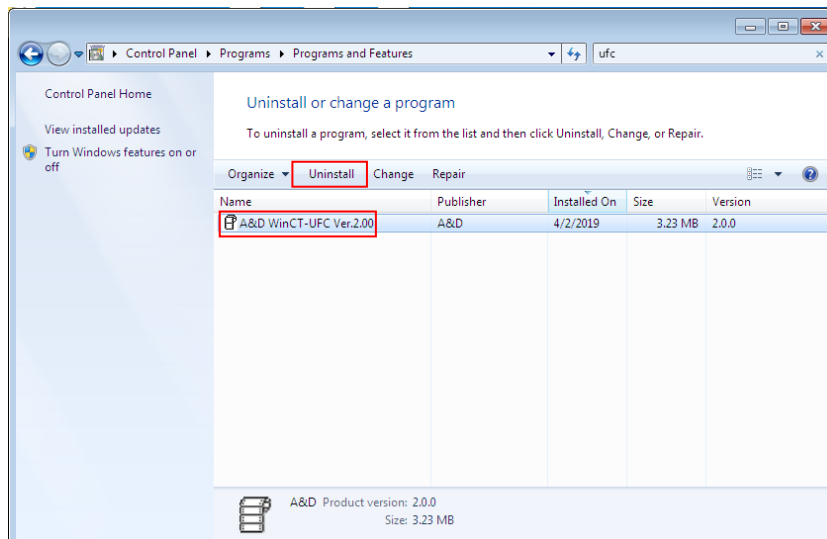 Control Panel ▸ Programs ▸ Programs and Features
ufc
Control Panel Home
View installed updates
Turn Windows features on or
off
Uninstall or change a program
To uninstall a program, select it from the list and then click Uninstall, Change, or Repair.
Organize Uninstall Change Repair
Name Publisher Installed On Size Version
A&D WinCT-UFC Ver.2.00 A&D 4/2/2019 3.23 MB 2.0.0
A&D Product version: 2.0.0
Size: 3.23 MB